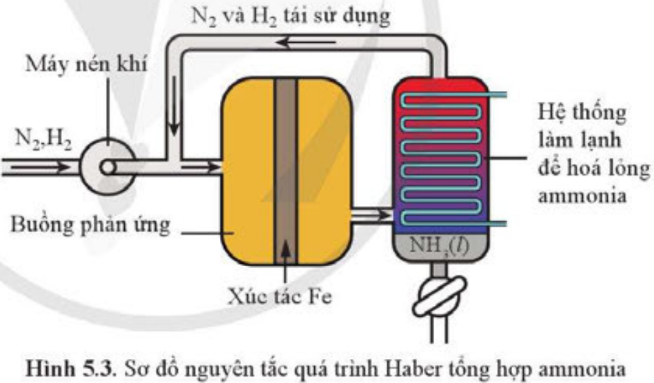 N₂ và H₂ tái sử dụng
Máy nén khí
N₂,H₂
Hệ thống
làm lạnh
để hoá lỏng
ammonia
Buồng phản ứng
NH₃(l)
Xúc tác Fe
Hình 5.3. Sơ đồ nguyên tắc quá trình Haber tổng hợp ammonia